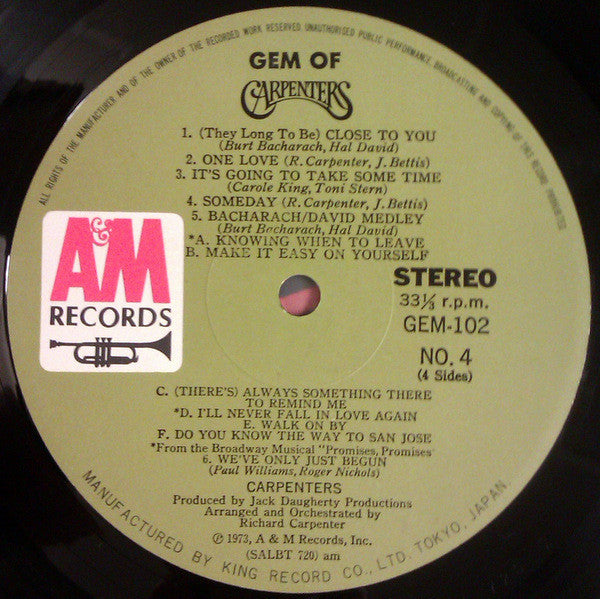 ALL RIGHTS OF THE MANUFACTURER AND OF THE OWNER OF THE RECORDED WORK RESERVED UNAUTHORISED PUBLIC PERFORMANCE, BROADCASTING AND COPYING OF THIS RECORD PROHIBITED
GEM OF
CARPENTERS
1. (They Long To Be) CLOSE TO YOU
(Burt Bacharach, Hal David)
2. ONE LOVE (R. Carpenter, J. Bettis)
3. IT'S GOING TO TAKE SOME TIME
(Carole King, Toni Stern)
4. SOMEDAY (R. Carpenter, J. Bettis)
5. BACHARACH/DAVID MEDLEY
(Burt Bacharach, Hal David)
*A. KNOWING WHEN TO LEAVE
B. MAKE IT EASY ON YOURSELF
A&M
RECORDS
STEREO
33⅓ r.p.m.
GEM-102
NO. 4
(4 Sides)
C. (THERE'S) ALWAYS SOMETHING THERE
TO REMIND ME
*D. I'LL NEVER FALL IN LOVE AGAIN
E. WALK ON BY
F. DO YOU KNOW THE WAY TO SAN JOSE
*From the Broadway Musical "Promises, Promises"
6. WE'VE ONLY JUST BEGUN
(Paul Williams, Roger Nichols)
CARPENTERS
Produced by Jack Daugherty Productions
Arranged and Orchestrated by
Richard Carpenter
℗ 1973, A & M Records, Inc.
(SALBT 720) am
MANUFACTURED BY KING RECORD CO., LTD. TOKYO, JAPAN.